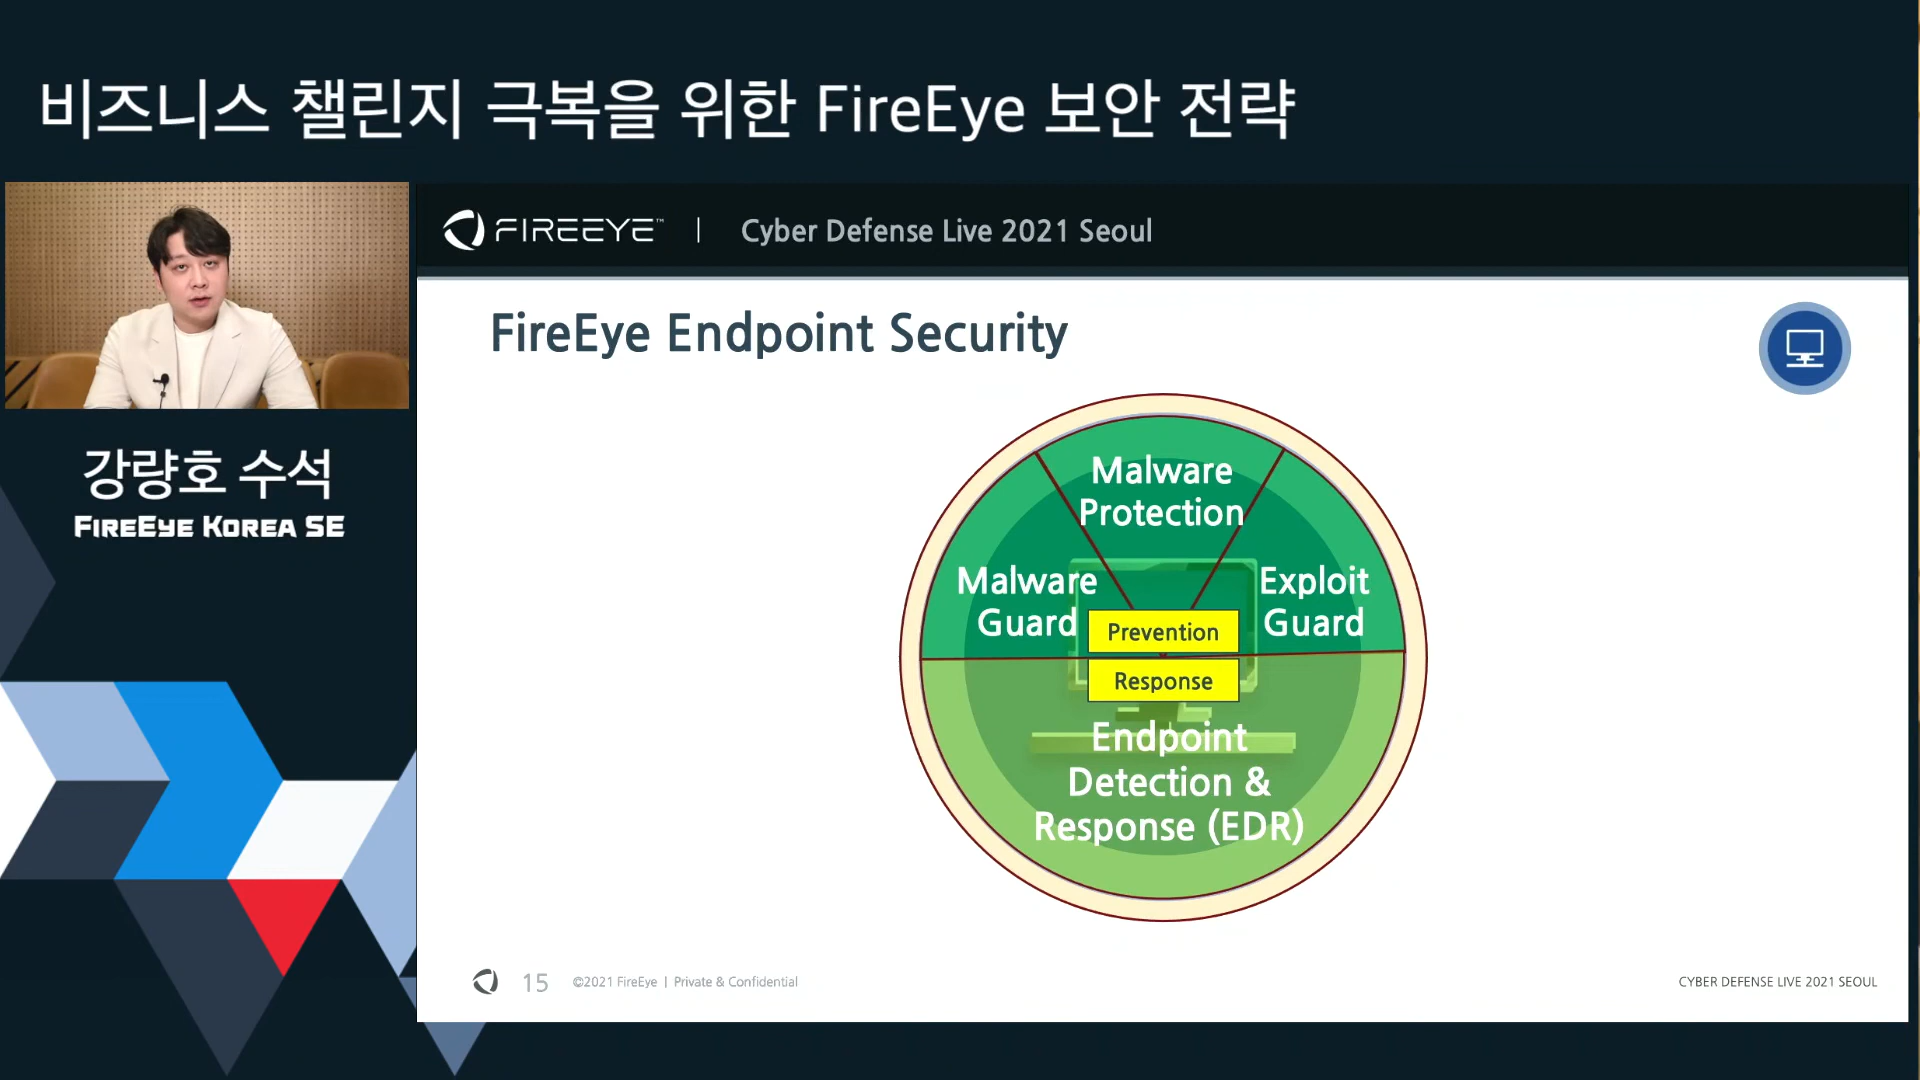 비즈니스 챌린지 극복을 위한 FireEye 보안 전략
FIREEYE™ | Cyber Defense Live 2021 Seoul
강량호 수석
FireEye Korea SE
FireEye Endpoint Security
Malware
Protection
Malware
Guard
Exploit
Guard
Prevention
Response
Endpoint
Detection &
Response (EDR)
15 ©2021 FireEye | Private & Confidential
CYBER DEFENSE LIVE 2021 SEOUL